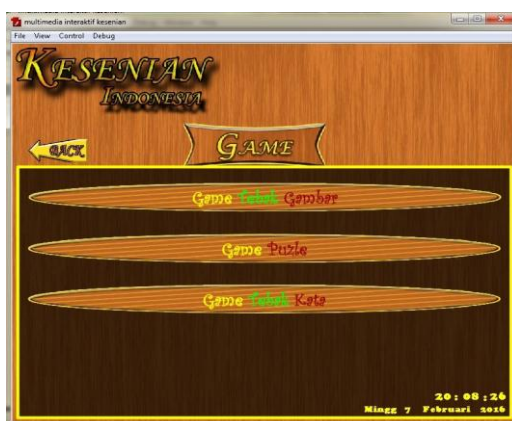 multimedia interaktif kesenian
File View Control Debug
KESENIAN
INDONESIA
BACK
GAME
Game Tebak Gambar
Game Puzle
Game Tebak Kata
20:08:26
Mingg 7 Februari 2016